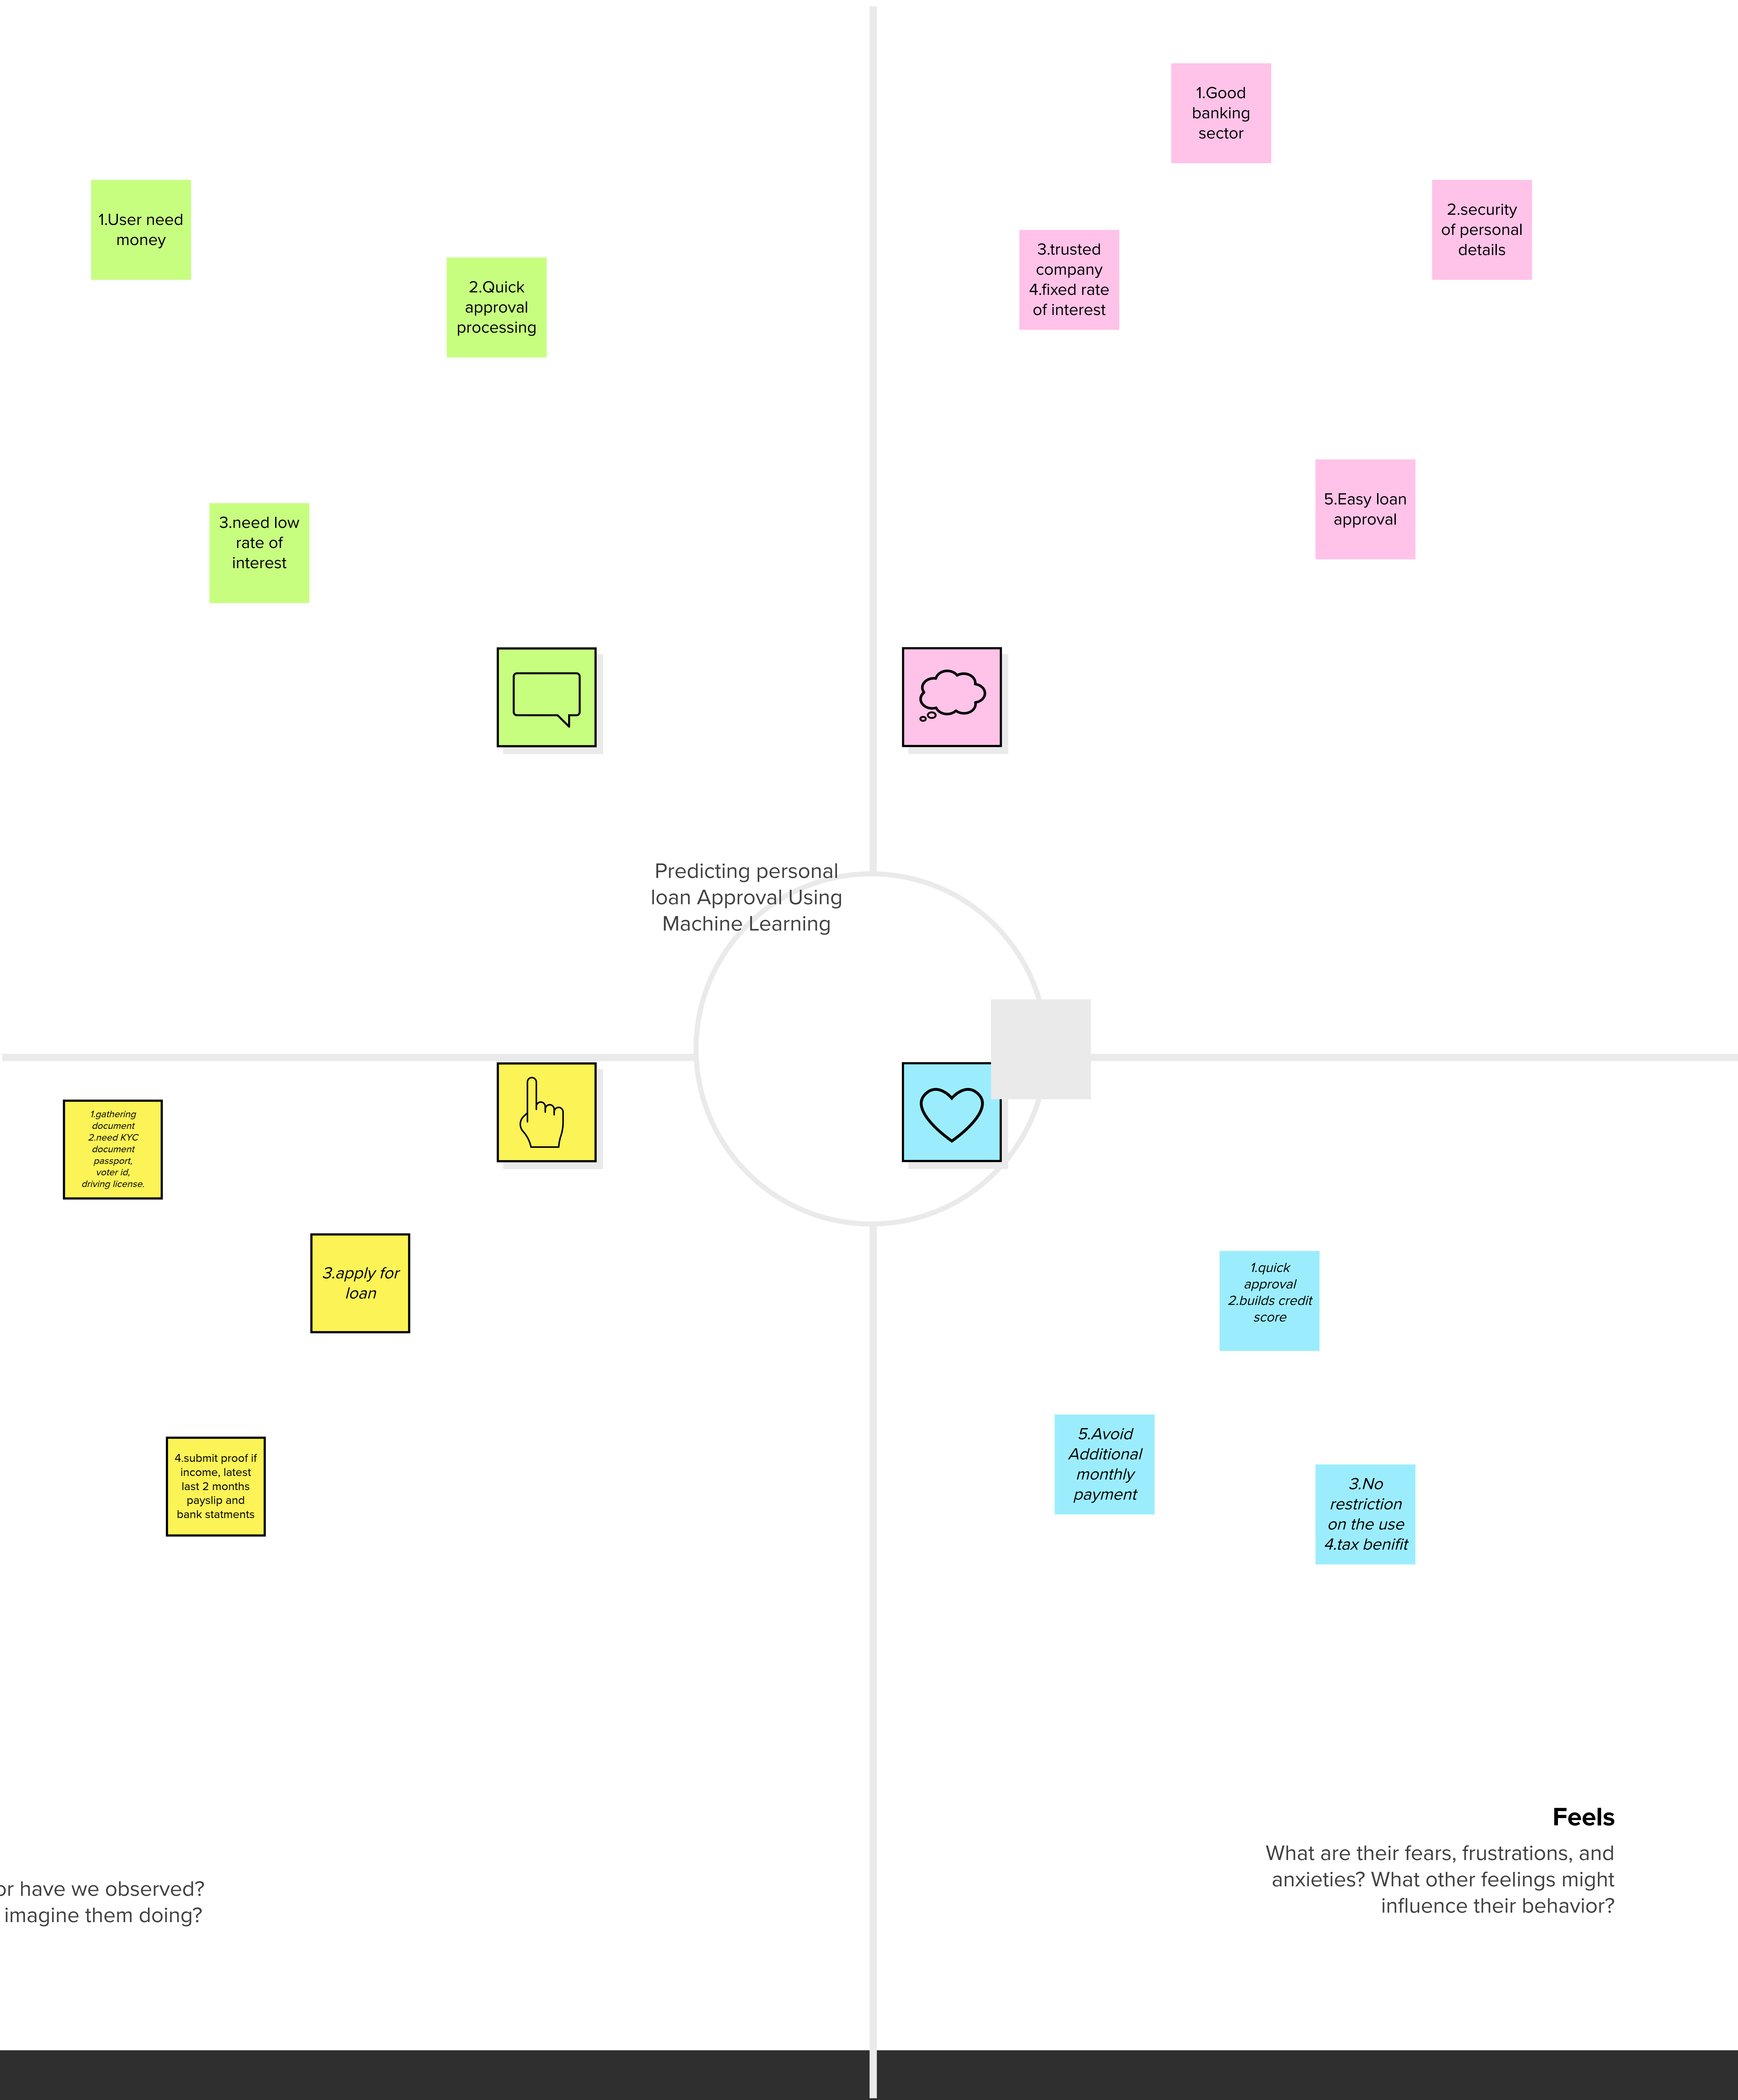 1.User need
money
2.Quick
approval
processing
3.need low
rate of
interest
1.Good
banking
sector
2.security
of personal
details
3.trusted
company
4.fixed rate
of interest
5.Easy loan
approval
Predicting personal
loan Approval Using
Machine Learning
1.gathering
document
2.need KYC
document
passport,
voter id,
driving license.
3.apply for
loan
4.submit proof if
income, latest
last 2 months
payslip and
bank statments
1.quick
approval
2.builds credit
score
5.Avoid
Additional
monthly
payment
3.No
restriction
on the use
4.tax benifit
or have we observed?
imagine them doing?
Feels
What are their fears, frustrations, and
anxieties? What other feelings might
influence their behavior?